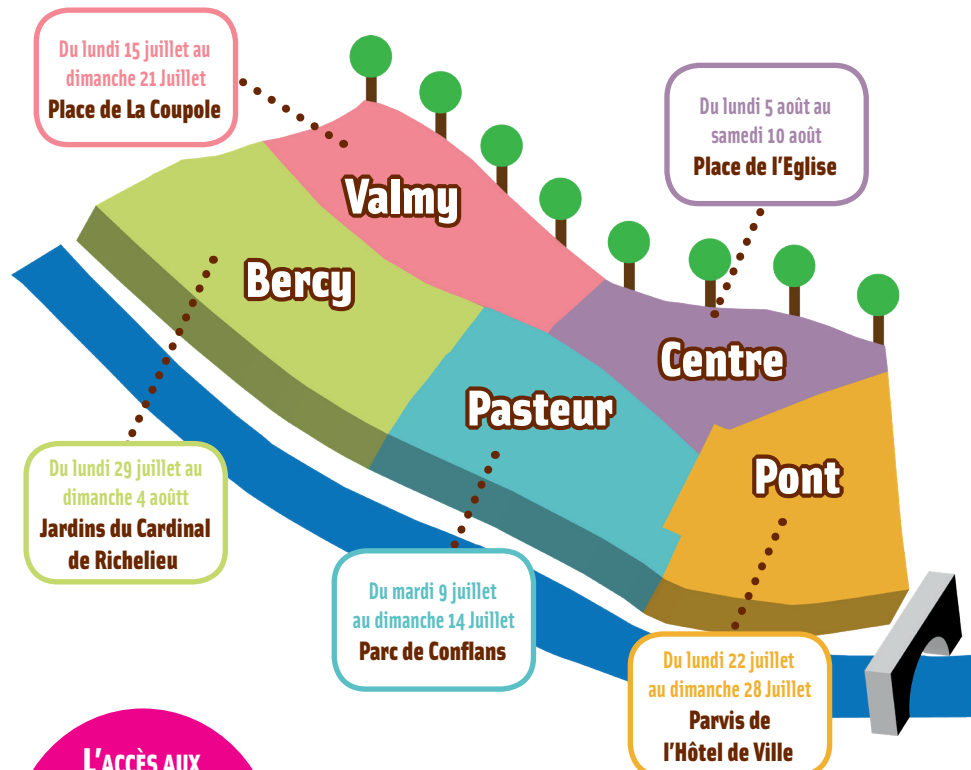 Du lundi 15 juillet au
dimanche 21 Juillet
Place de La Coupole
Du lundi 5 août au
samedi 10 août
Place de l'Eglise
Valmy
Bercy
Centre
Pasteur
Pont
Du lundi 29 juillet au
dimanche 4 aoûtt
Jardins du Cardinal
de Richelieu
Du mardi 9 juillet
au dimanche 14 Juillet
Parc de Conflans
Du lundi 22 juillet
au dimanche 28 Juillet
Parvis de
l'Hôtel de Ville
L'ACCÈS AUX